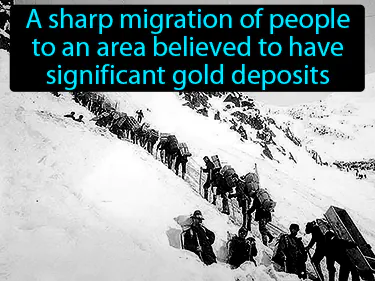 A sharp migration of people
to an area believed to have
significant gold deposits